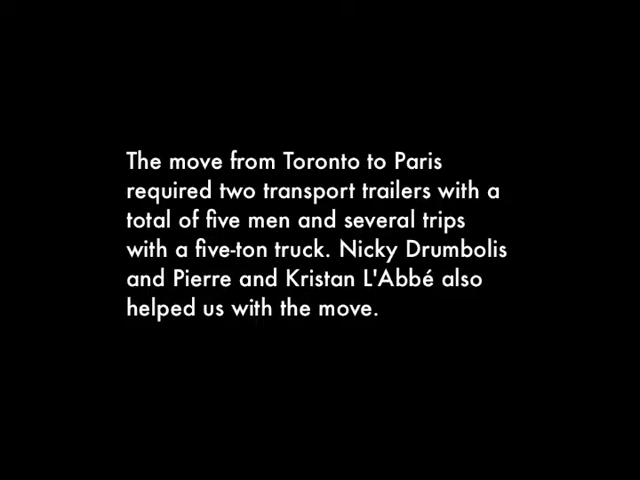 The move from Toronto to Paris
required two transport trailers with a
total of five men and several trips
with a five-ton truck. Nicky Drumbolis
and Pierre and Kristan L'Abbé also
helped us with the move.